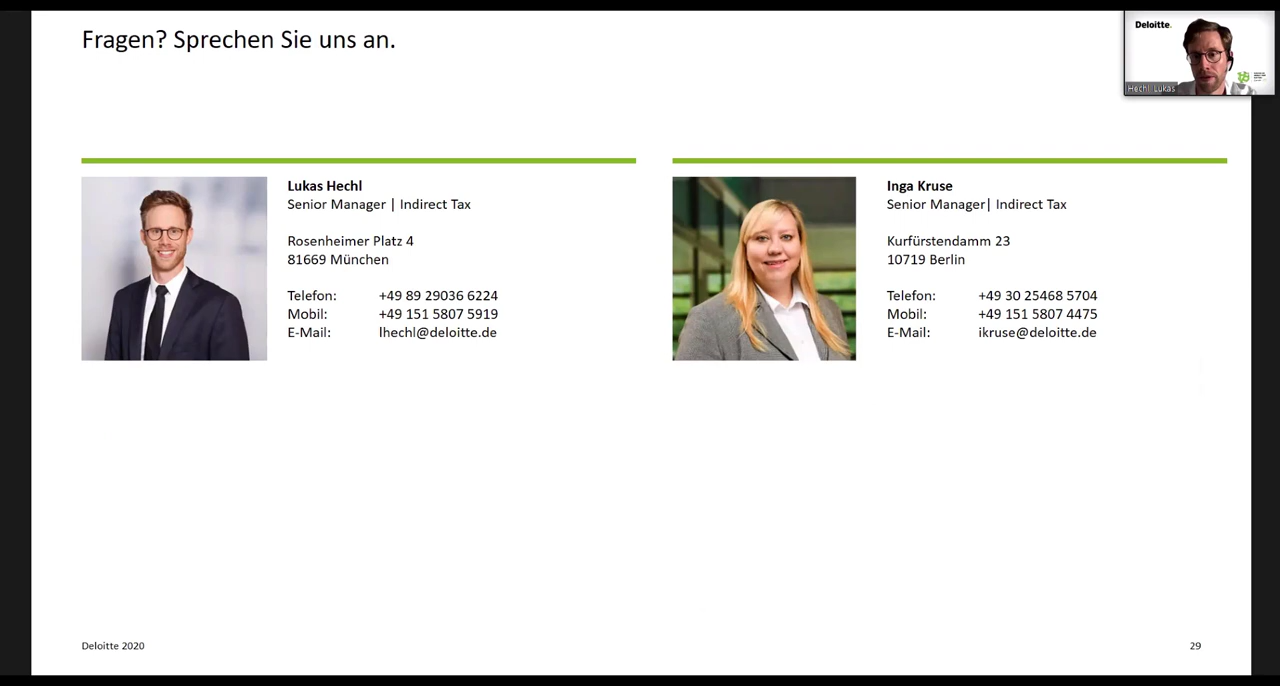 Fragen? Sprechen Sie uns an.
Deloitte.
Hechl Lukas
Lukas Hechl
Senior Manager | Indirect Tax
Rosenheimer Platz 4
81669 München
Telefon: +49 89 29036 6224
Mobil: +49 151 5807 5919
E-Mail: lhechl@deloitte.de
Inga Kruse
Senior Manager| Indirect Tax
Kurfürstendamm 23
10719 Berlin
Telefon: +49 30 25468 5704
Mobil: +49 151 5807 4475
E-Mail: ikruse@deloitte.de
Deloitte 2020
29